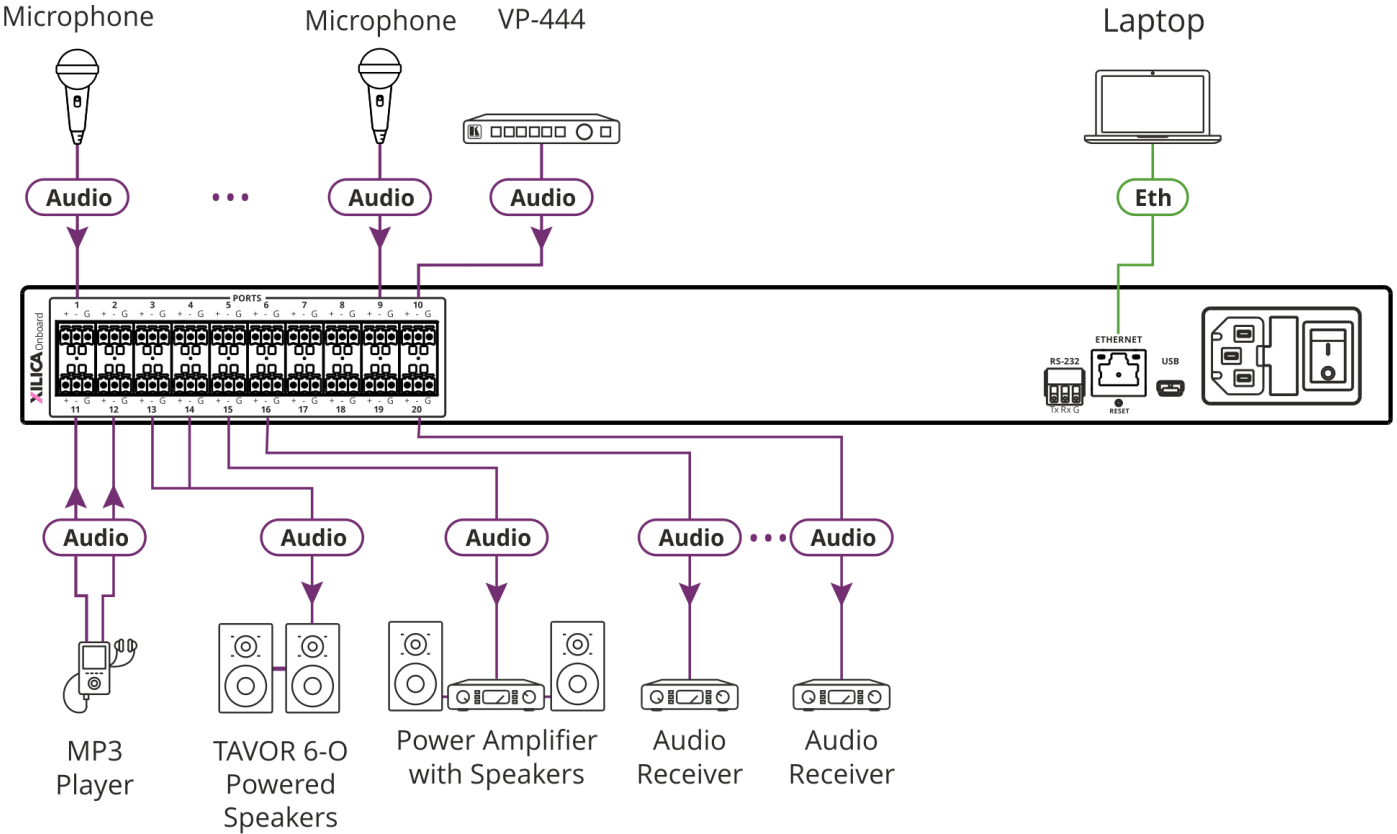 Microphone
Microphone
VP-444
Laptop
Audio
...
Audio
Audio
Eth
PORTS
1 2 3 4 5 6 7 8 9 10
+ - G + - G + - G + - G + - G + - G + - G + - G + - G + - G
XILICA Onboard
+ - G + - G + - G + - G + - G + - G + - G + - G + - G + - G
11 12 13 14 15 16 17 18 19 20
ETHERNET
RS-232
USB
Tx Rx G
RESET
Audio
Audio
Audio
Audio
...
Audio
MP3
Player
TAVOR 6-O
Powered
Speakers
Power Amplifier
with Speakers
Audio
Receiver
Audio
Receiver